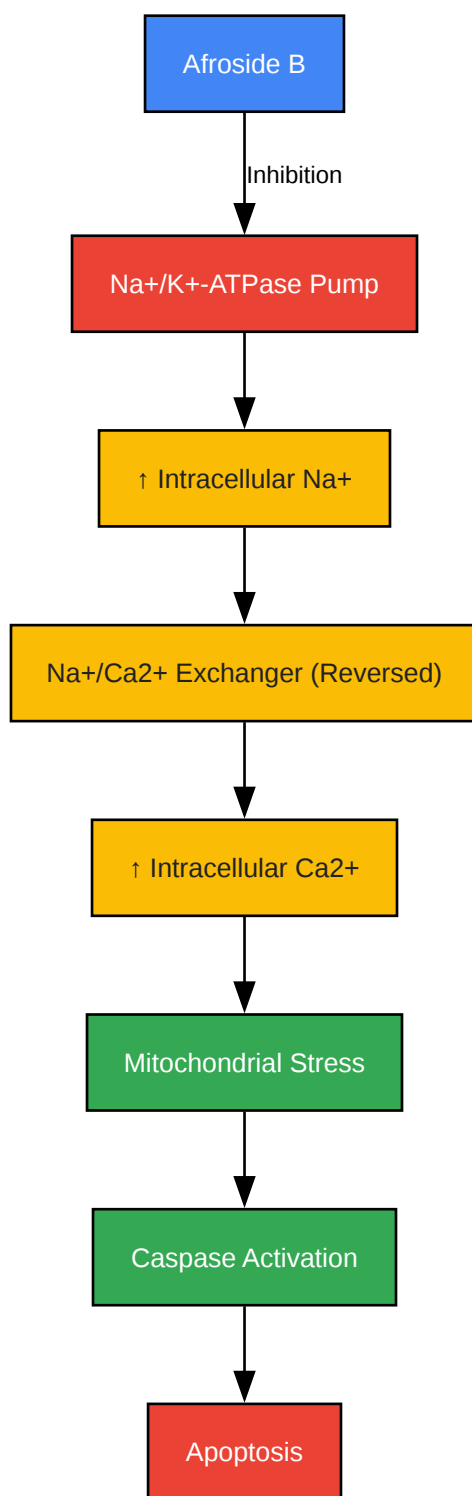 Afroside B
Inhibition
Na+/K+-ATPase Pump
↑ Intracellular Na+
Na+/Ca2+ Exchanger (Reversed)
↑ Intracellular Ca2+
Mitochondrial Stress
Caspase Activation
Apoptosis